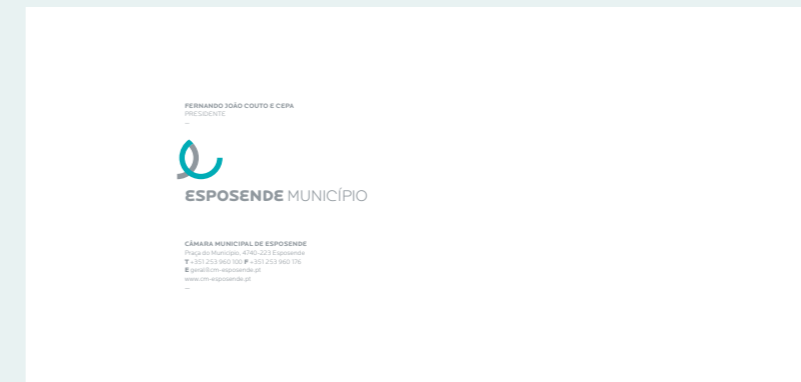 FERNANDO JOÃO COUTO E CEPA
PRESIDENTE
—
ESPOSENDE MUNICÍPIO
CÂMARA MUNICIPAL DE ESPOSENDE
Praça do Município, 4740-223 Esposende
T +351 253 960 100 F +351 253 960 176
E geral@cm-esposende.pt
www.cm-esposende.pt
—